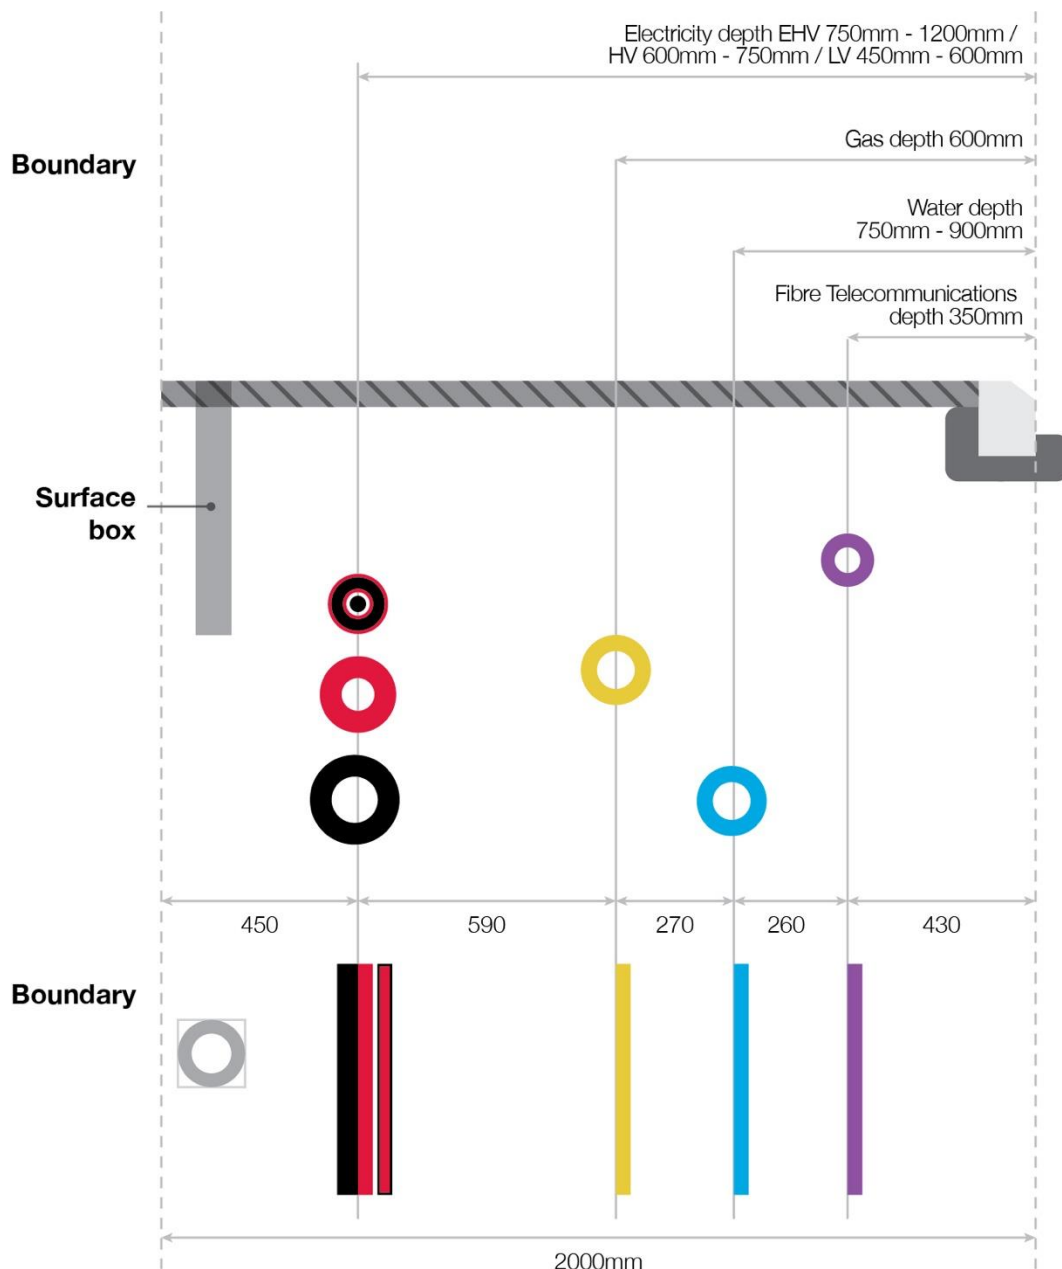 Electricity depth EHV 750mm - 1200mm /
HV 600mm - 750mm / LV 450mm - 600mm
Boundary
Gas depth 600mm
Water depth
750mm - 900mm
Fibre Telecommunications
depth 350mm
Surface
box
450
590
270
260
430
Boundary
2000mm